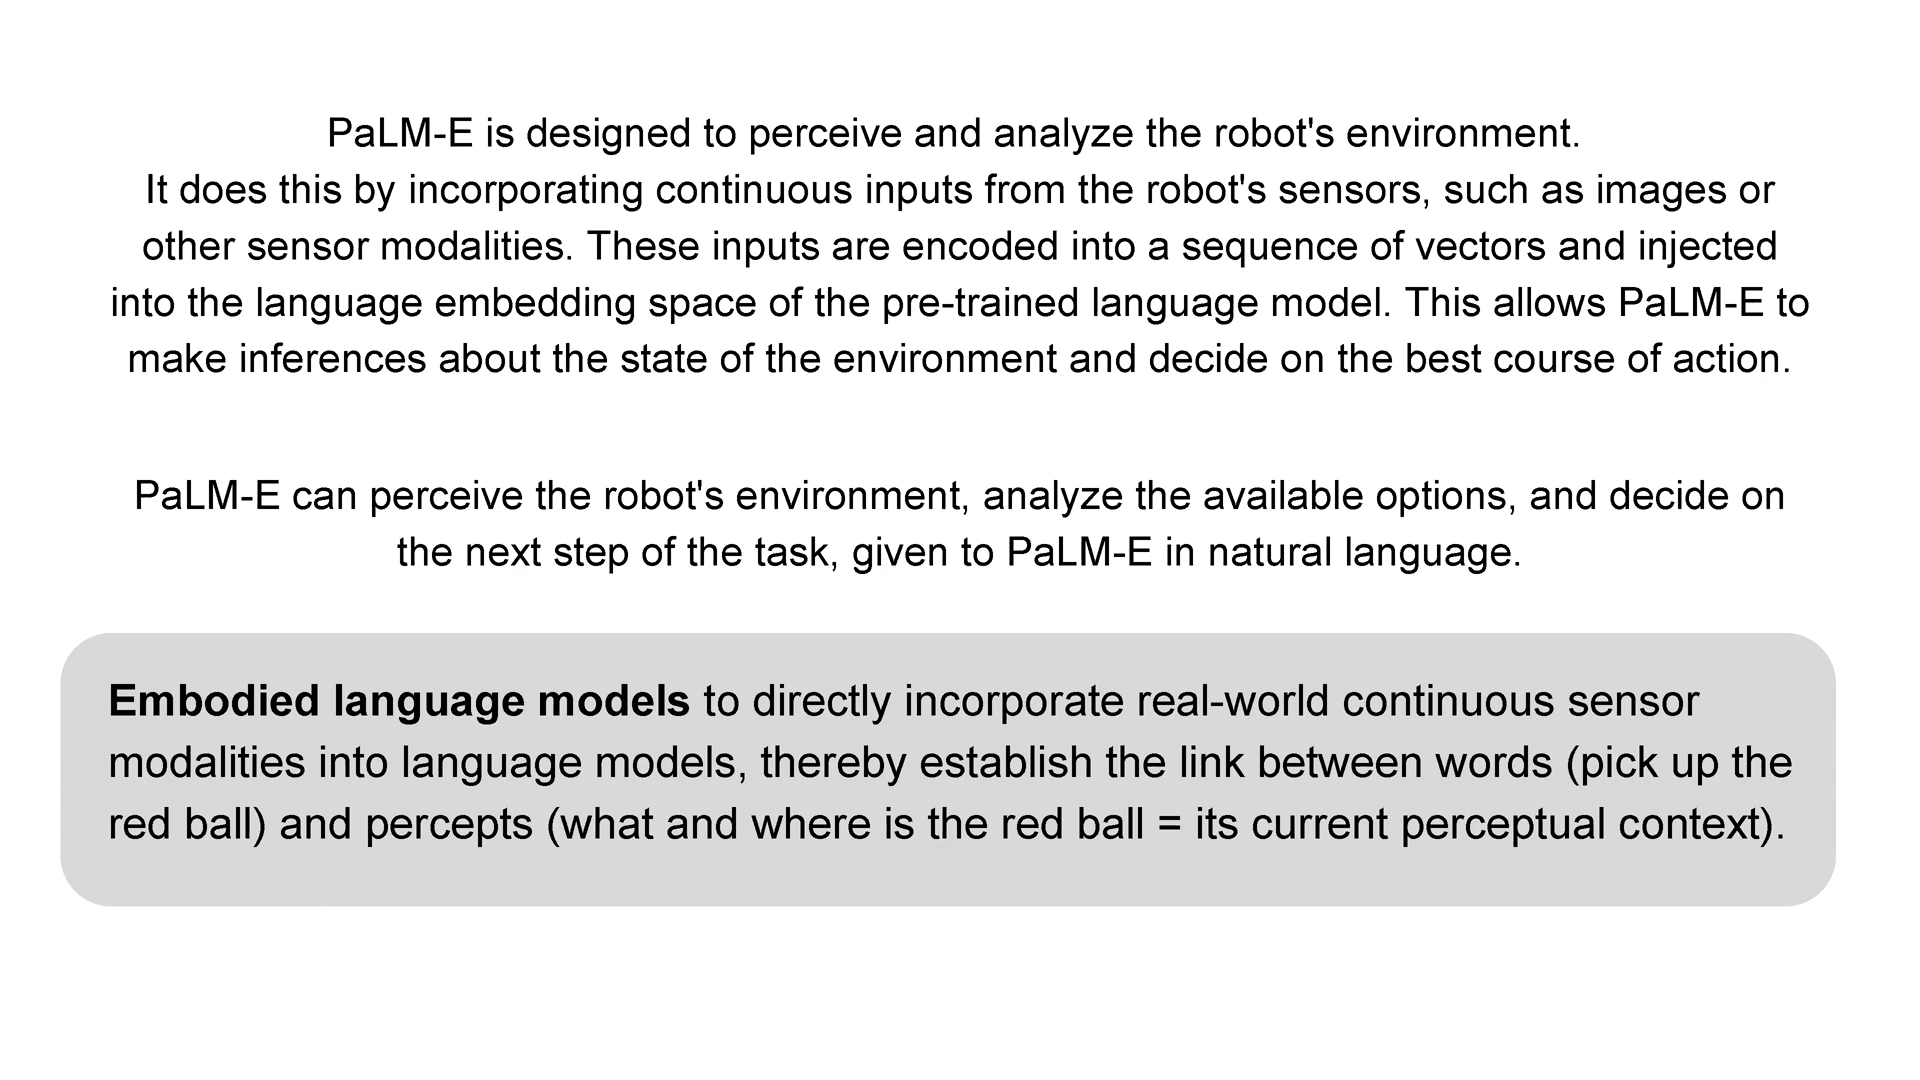 PaLM-E is designed to perceive and analyze the robot's environment.
It does this by incorporating continuous inputs from the robot's sensors, such as images or
other sensor modalities. These inputs are encoded into a sequence of vectors and injected
into the language embedding space of the pre-trained language model. This allows PaLM-E to
make inferences about the state of the environment and decide on the best course of action.
PaLM-E can perceive the robot's environment, analyze the available options, and decide on
the next step of the task, given to PaLM-E in natural language.
Embodied language models to directly incorporate real-world continuous sensor
modalities into language models, thereby establish the link between words (pick up the
red ball) and percepts (what and where is the red ball = its current perceptual context).